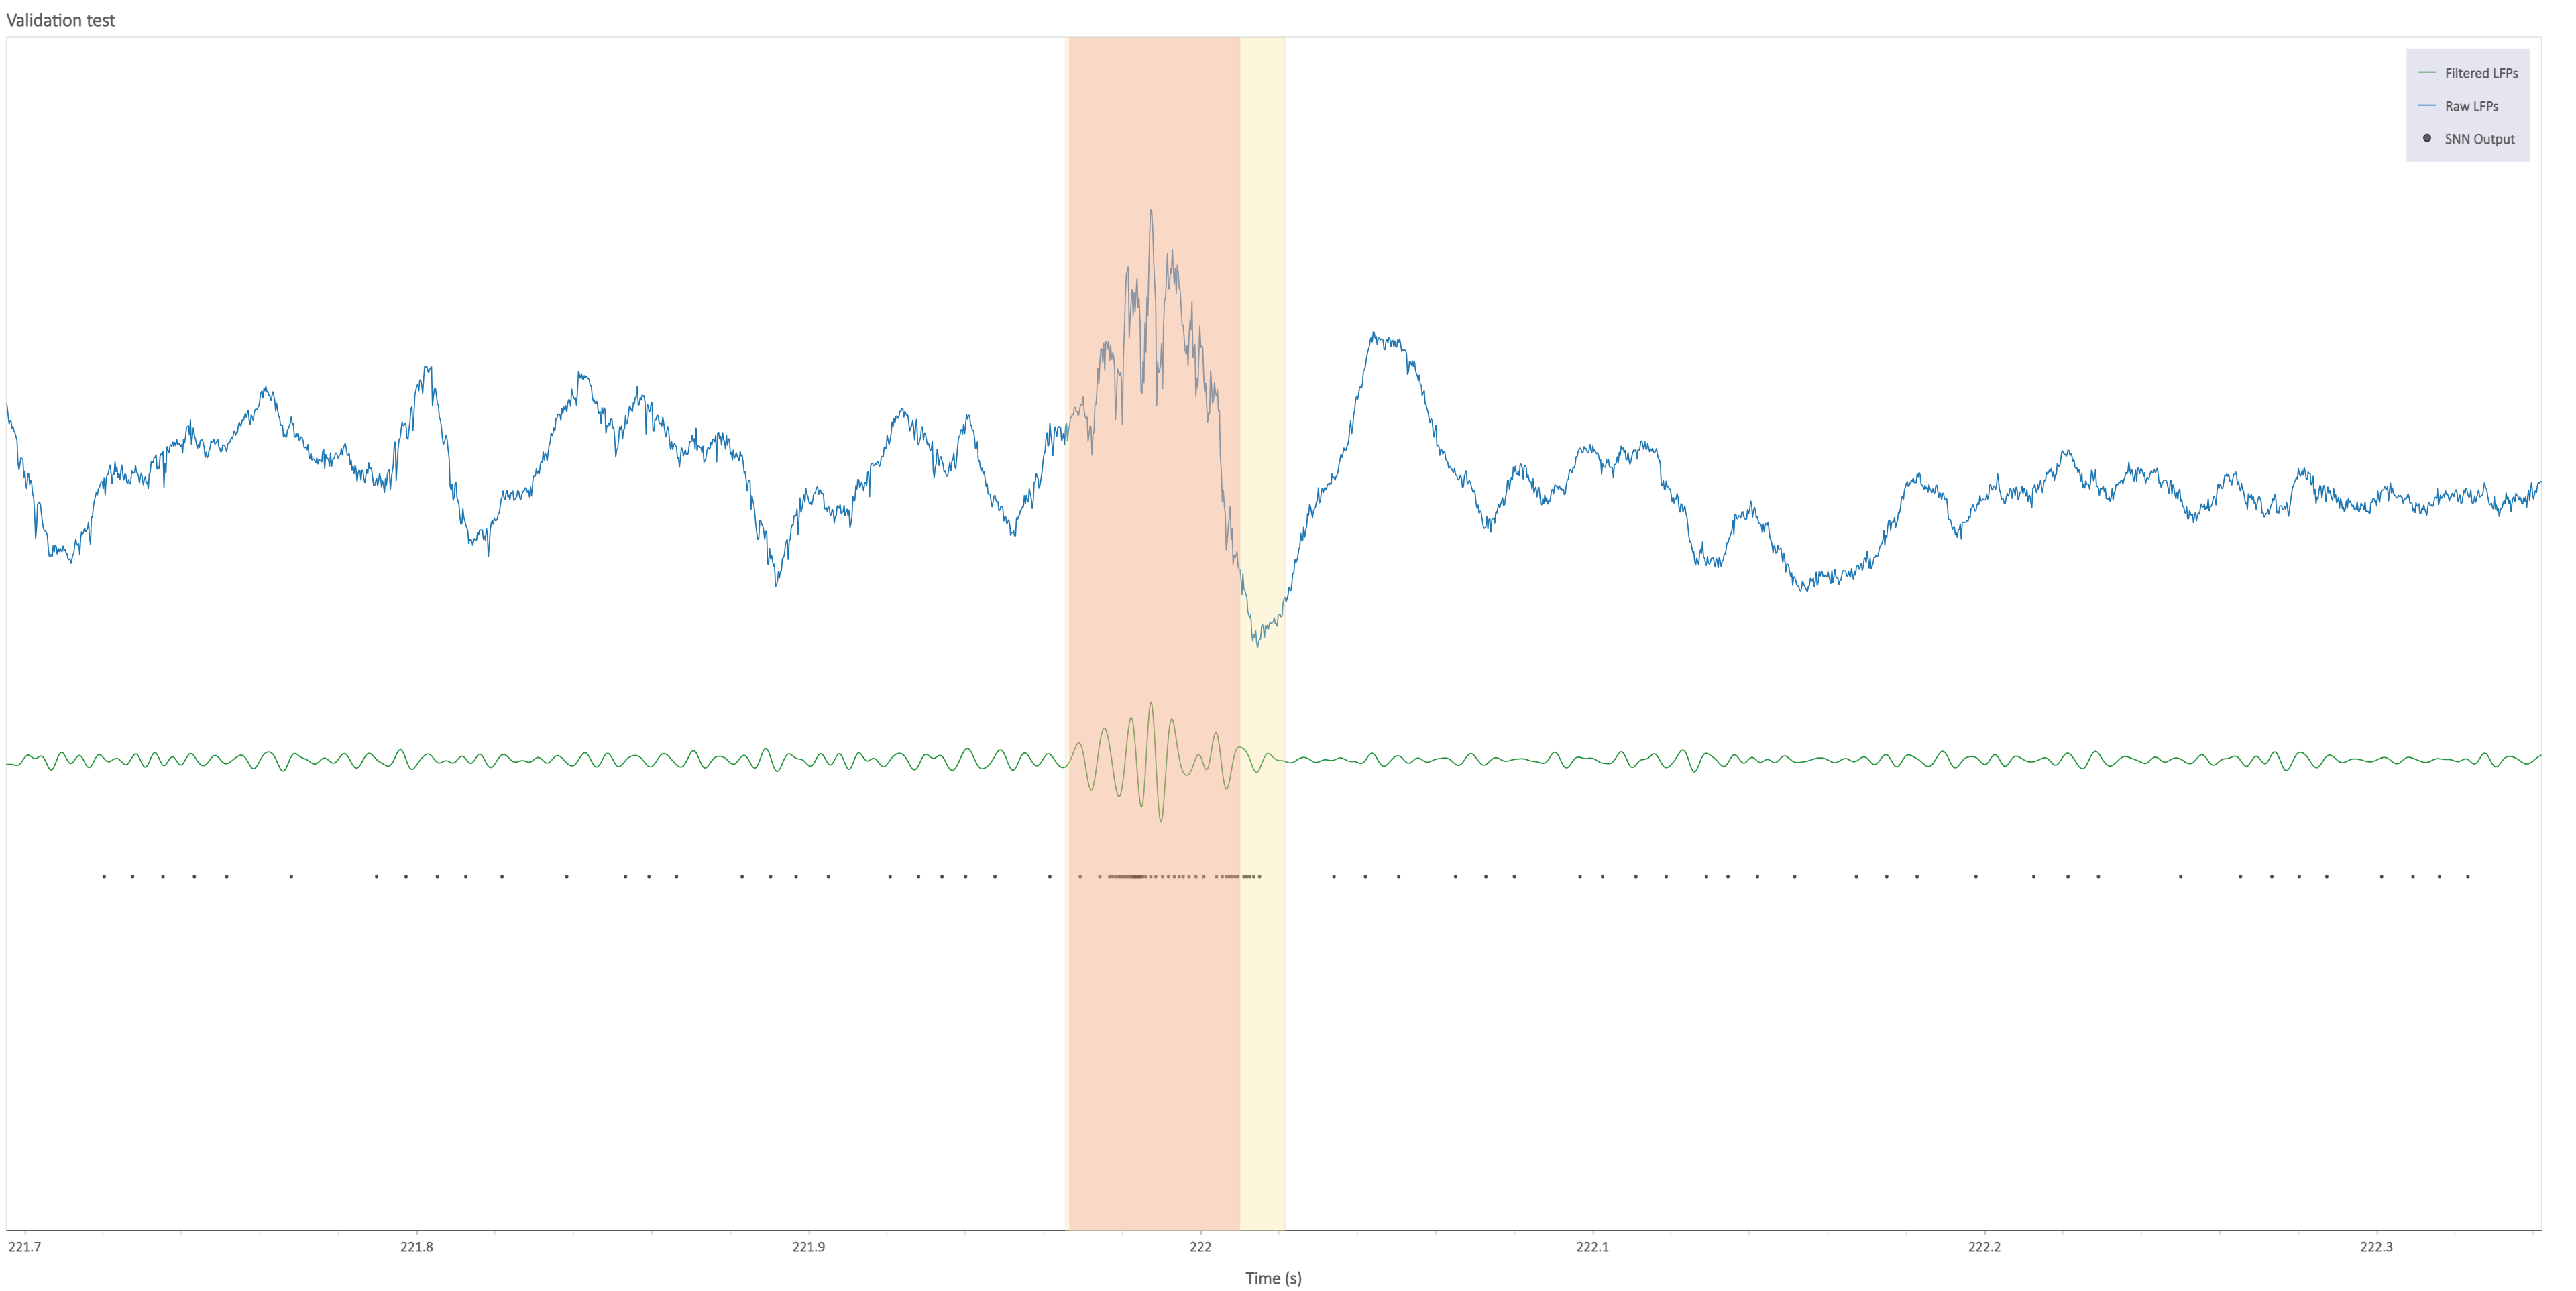 Validation test
Filtered LFPs
Raw LFPs
SNN Output
221.7 221.8 221.9 222 222.1 222.2 222.3
Time (s)